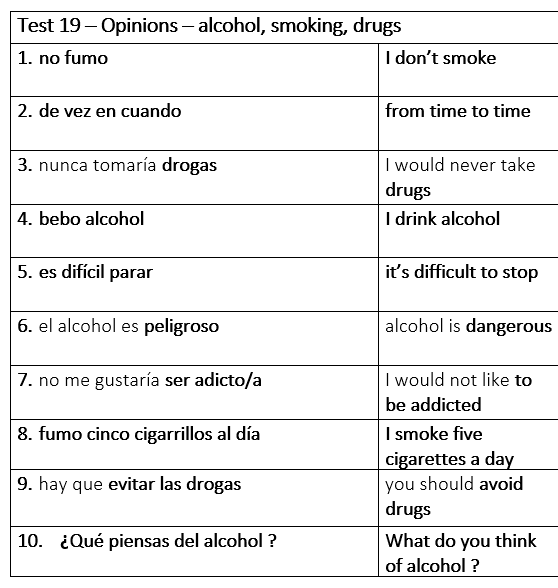 Test 19 – Opinions – alcohol, smoking, drugs
1. no fumo
I don’t smoke
2. de vez en cuando
from time to time
3. nunca tomaría drogas
I would never take
drugs
4. bebo alcohol
I drink alcohol
5. es difícil parar
it’s difficult to stop
6. el alcohol es peligroso
alcohol is dangerous
7. no me gustaría ser adicto/a
I would not like to
be addicted
8. fumo cinco cigarrillos al día
I smoke five
cigarettes a day
9. hay que evitar las drogas
you should avoid
drugs
10. ¿Qué piensas del alcohol ?
What do you think
of alcohol ?